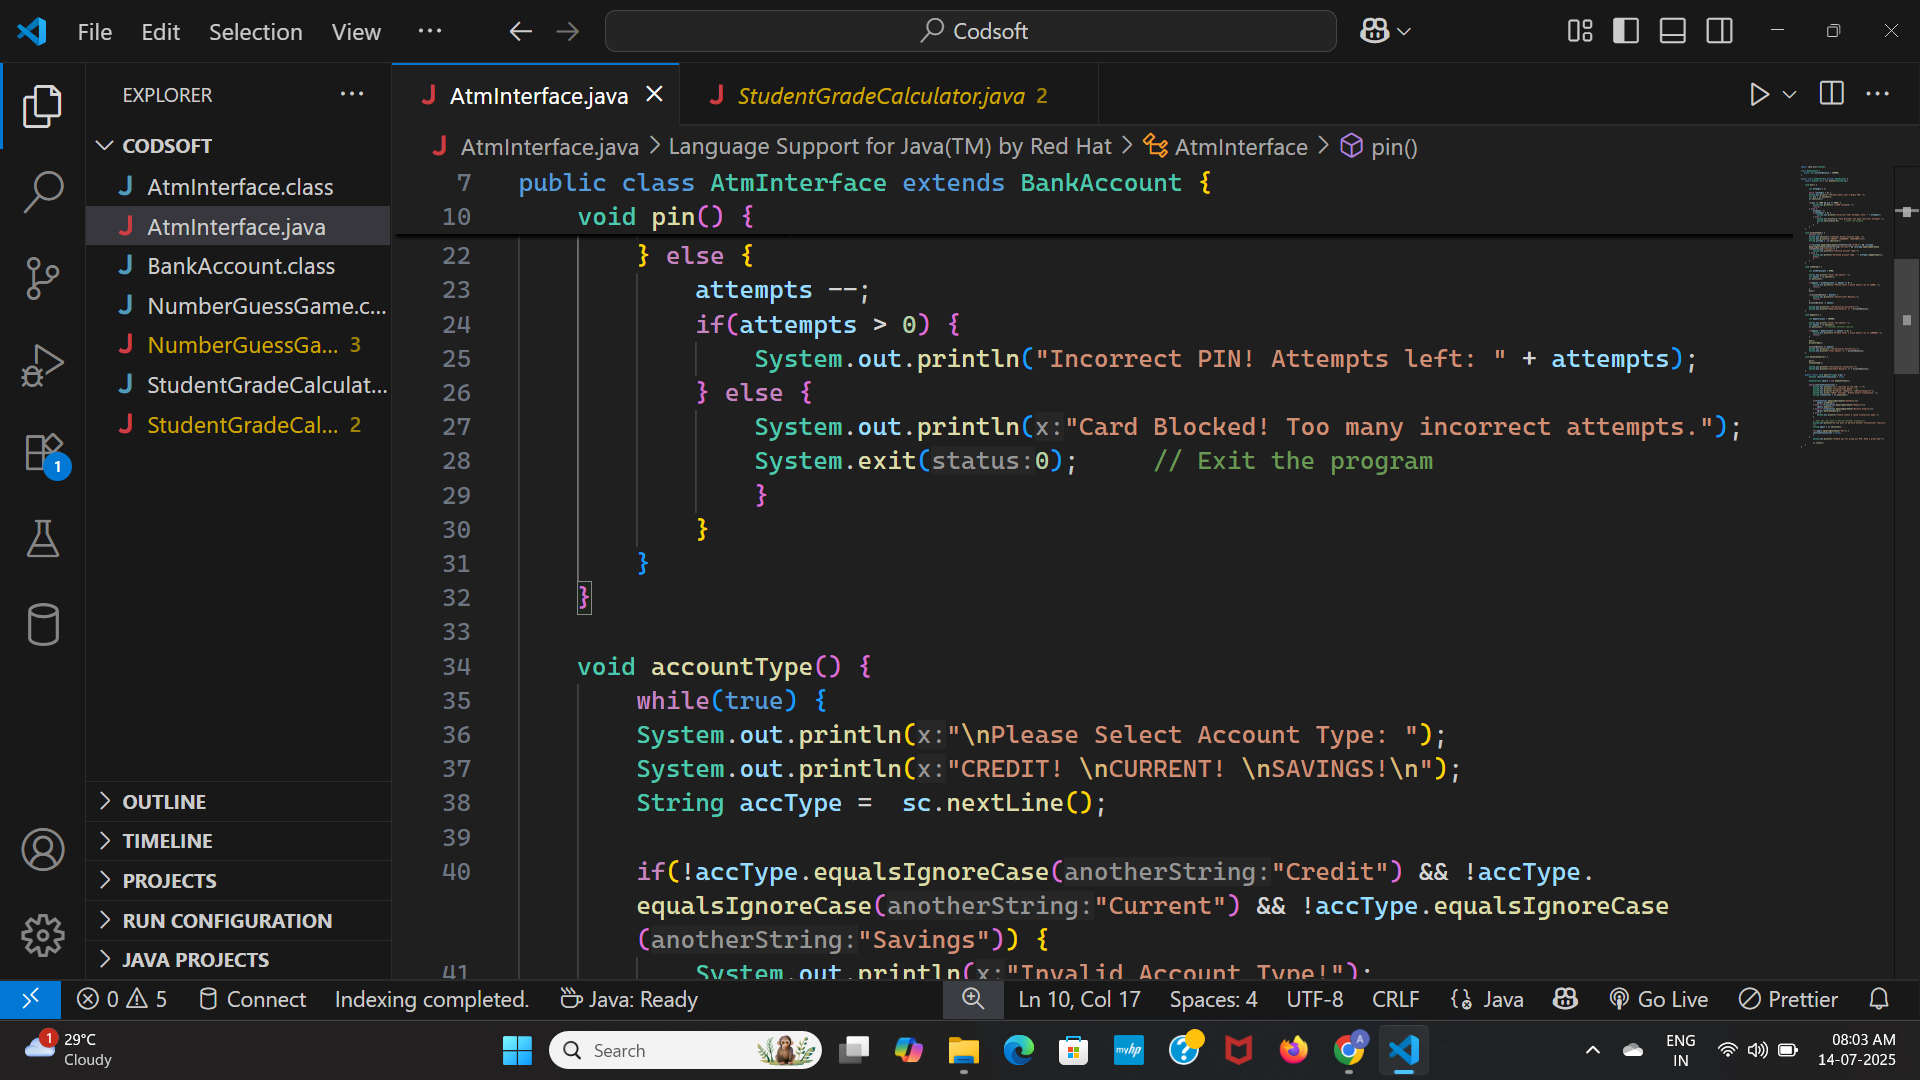 File Edit Selection View ... Codsoft
EXPLORER
CODSOFT
AtmInterface.class
AtmInterface.java
BankAccount.class
NumberGuessGame.c...
NumberGuessGa... 3
StudentGradeCalculat...
StudentGradeCal... 2
OUTLINE
TIMELINE
PROJECTS
RUN CONFIGURATION
JAVA PROJECTS
1
AtmInterface.java StudentGradeCalculator.java 2
AtmInterface.java > Language Support for Java(TM) by Red Hat > AtmInterface > pin()
7 public class AtmInterface extends BankAccount {
10 void pin() {
22 } else {
23 attempts --;
24 if(attempts > 0) {
25 System.out.println("Incorrect PIN! Attempts left: " + attempts);
26 } else {
27 System.out.println(x:"Card Blocked! Too many incorrect attempts.");
28 System.exit(status:0); // Exit the program
29 }
30 }
31 }
32 }
33
34 void accountType() {
35 while(true) {
36 System.out.println(x:"\nPlease Select Account Type: ");
37 System.out.println(x:"CREDIT! \nCURRENT! \nSAVINGS!\n");
38 String accType = sc.nextLine();
39
40 if(!accType.equalsIgnoreCase(anotherString:"Credit") && !accType.
equalsIgnoreCase(anotherString:"Current") && !accType.equalsIgnoreCase
(anotherString:"Savings")) {
41 System.out.println(x:"Invalid Account Type!");
0 5 Connect Indexing completed. Java: Ready Ln 10, Col 17 Spaces: 4 UTF-8 CRLF Java Go Live Prettier
1 29°C
Cloudy
Search
myhp
A
ENG
IN
08:03 AM
14-07-2025